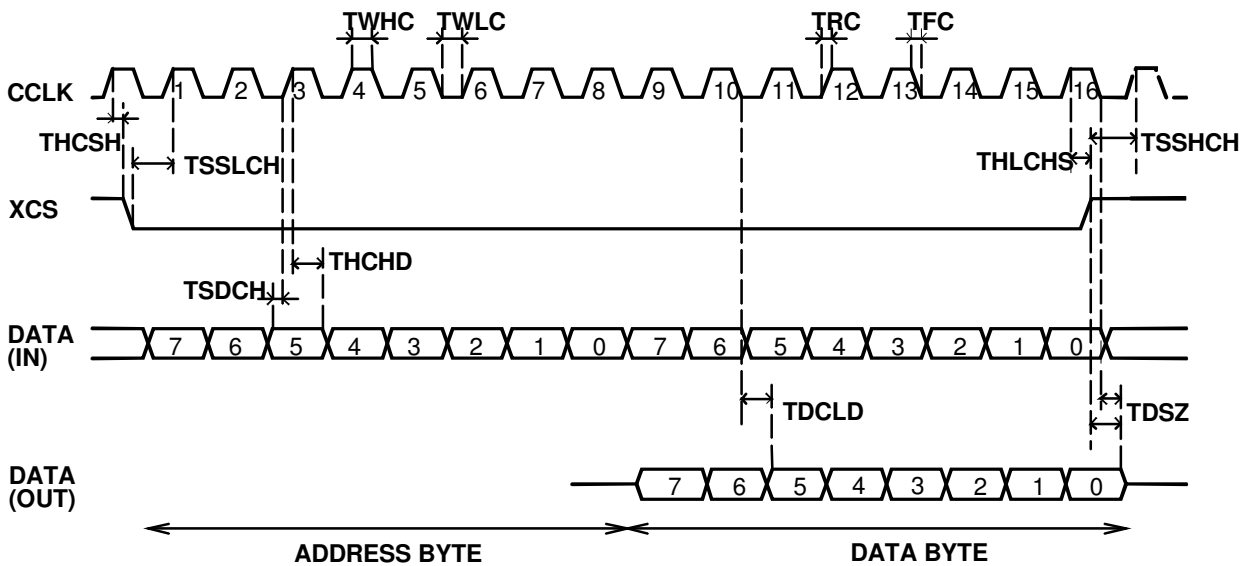 TWHC TWLC TRC TFC
CCLK 1 2 3 4 5 6 7 8 9 10 11 12 13 14 15 16
THCSH TSSLCH THLCHS TSSHCH
XCS
THCHD
TSDCH
DATA
(IN)
7 6 5 4 3 2 1 0 7 6 5 4 3 2 1 0
TDCLD TDSZ
DATA
(OUT)
7 6 5 4 3 2 1 0
ADDRESS BYTE DATA BYTE